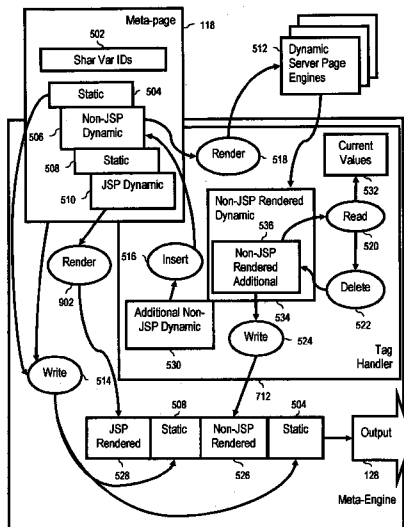 Meta-page
118
502
Shar Var IDs
Static
504
506
Non-JSP
Dynamic
508
Static
510
JSP Dynamic
512
Dynamic
Server Page
Engines
Render
518
Current
Values
532
Non-JSP Rendered
Dynamic
536
Non-JSP
Rendered
Additional
534
Read
520
Delete
522
Render
902
516
Insert
Additional Non-
JSP Dynamic
530
Write
524
Tag
Handler
Write
514
712
508
504
JSP
Rendered
Static
Non-JSP
Rendered
Static
528
526
Output
128
Meta-Engine